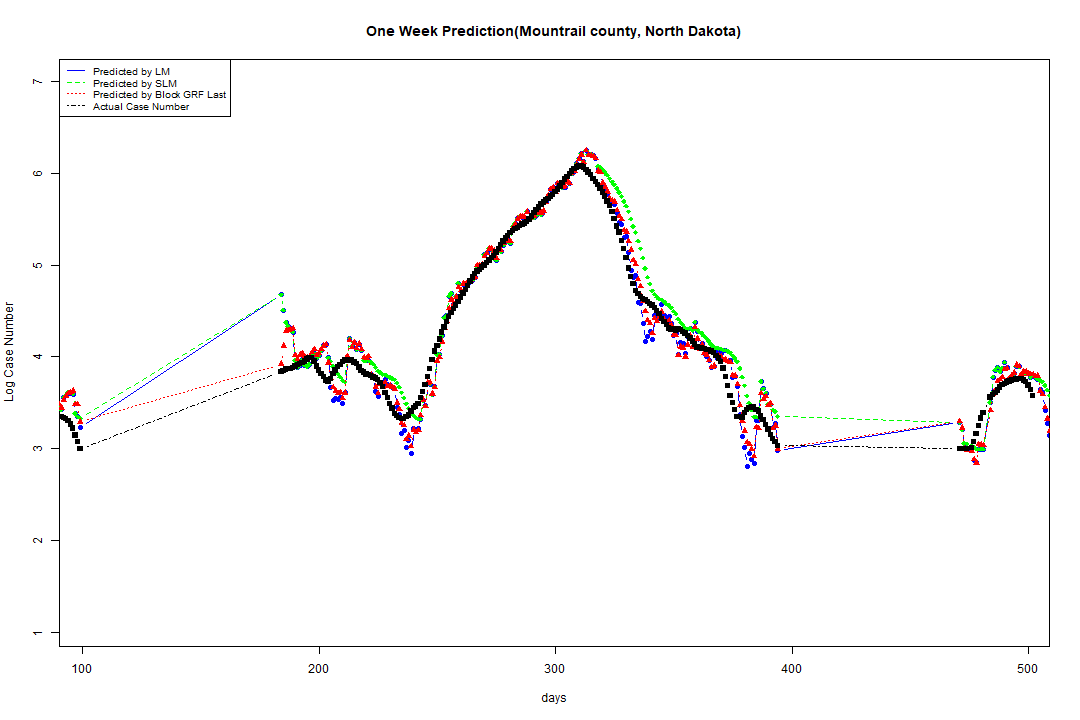 One Week Prediction(Mountrail county, North Dakota)
Predicted by LM
Predicted by SLM
Predicted by Block GRF Last
Actual Case Number
Log Case Number
7
6
5
4
3
2
1
100 200 300 400 500
days